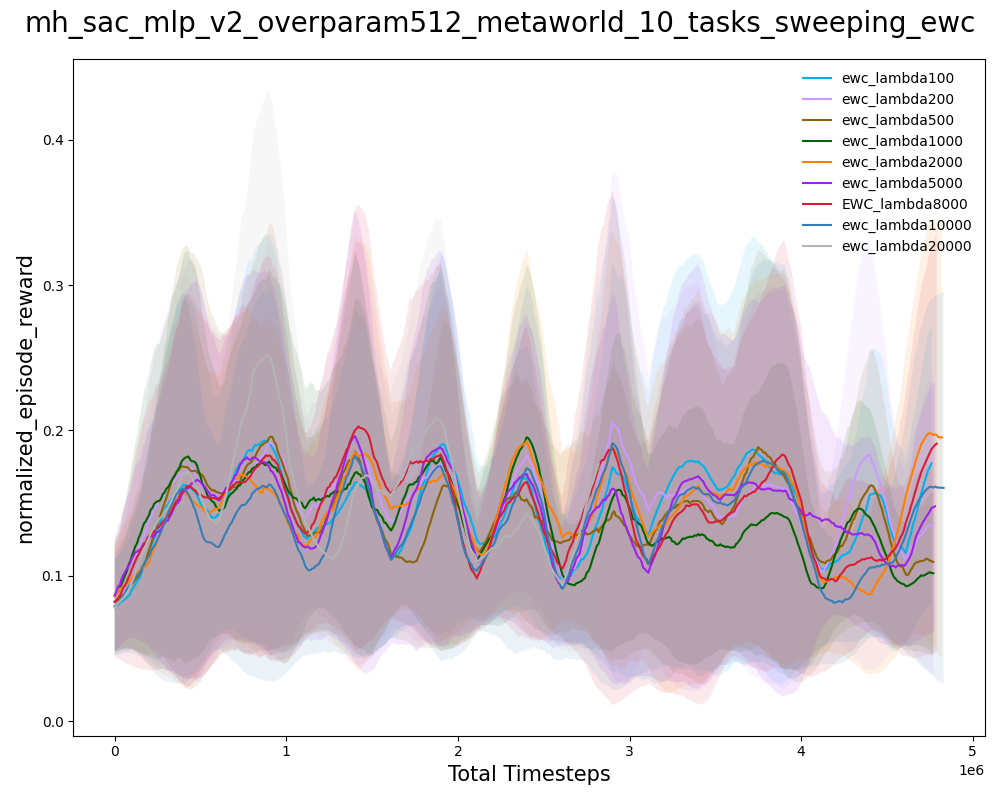 mh_sac_mlp_v2_overparam512_metaworld_10_tasks_sweeping_ewc
ewc_lambda100
ewc_lambda200
ewc_lambda500
ewc_lambda1000
ewc_lambda2000
ewc_lambda5000
EWC_lambda8000
ewc_lambda10000
ewc_lambda20000
normalized_episode_reward
0.4
0.3
0.2
0.1
0.0
0 1 2 3 4 5
1e6
Total Timesteps